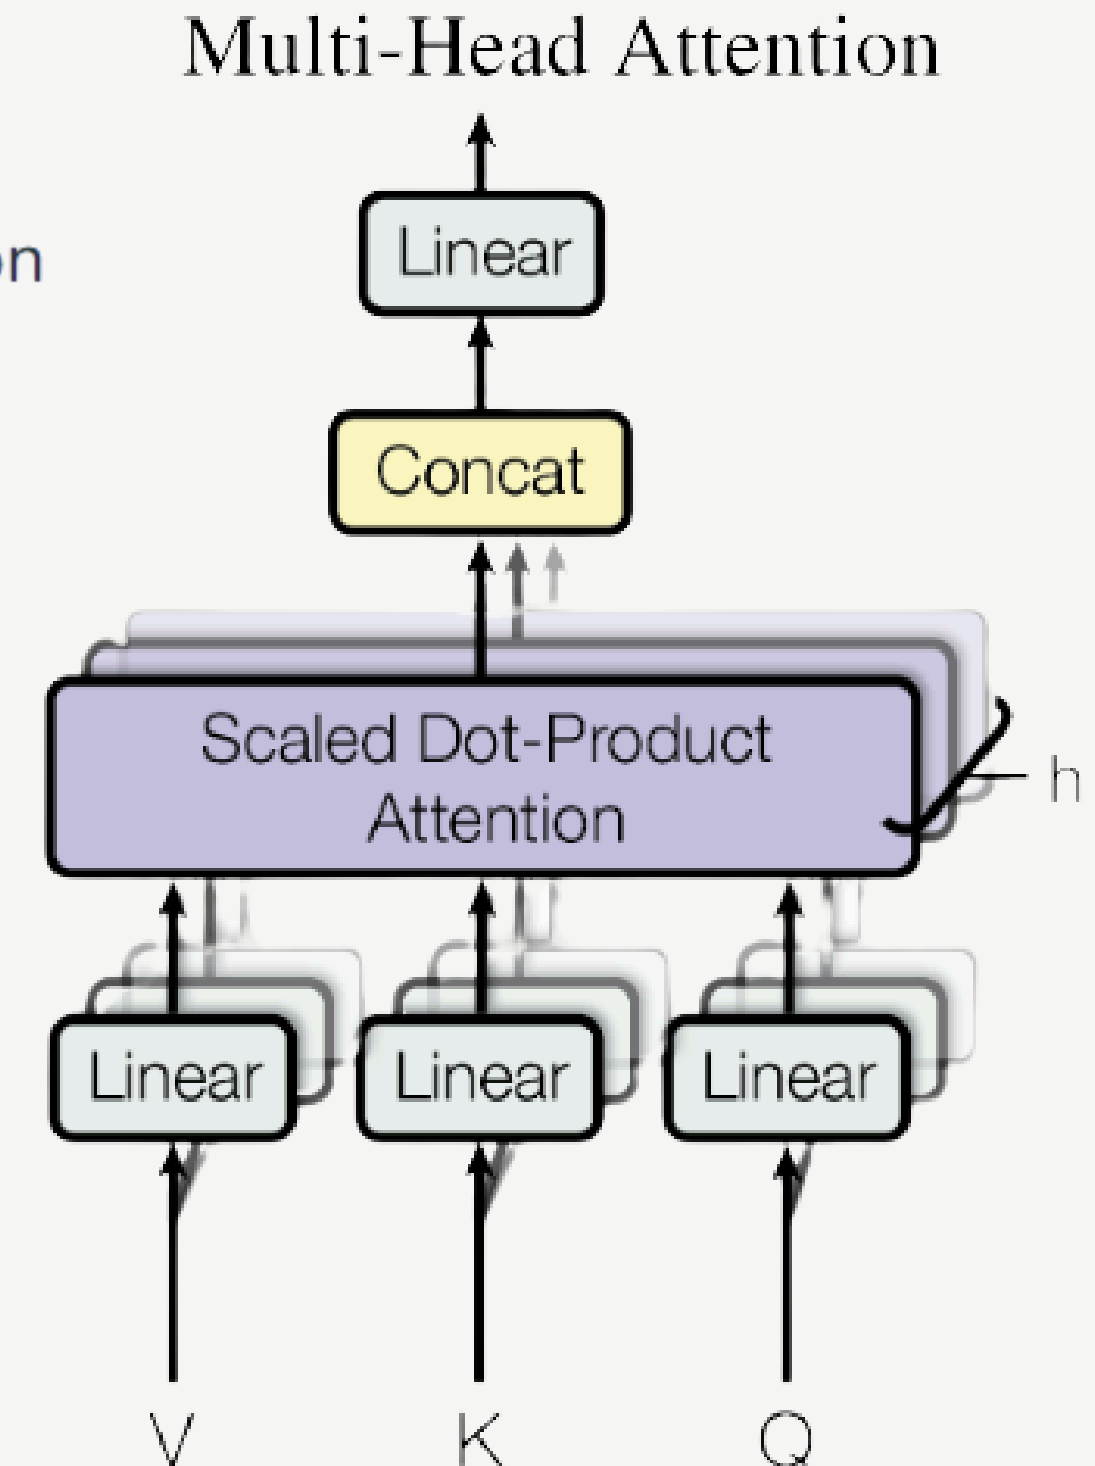 Multi-Head Attention
Linear
Concat
Scaled Dot-Product
Attention
h
Linear
Linear
Linear
V
K
Q